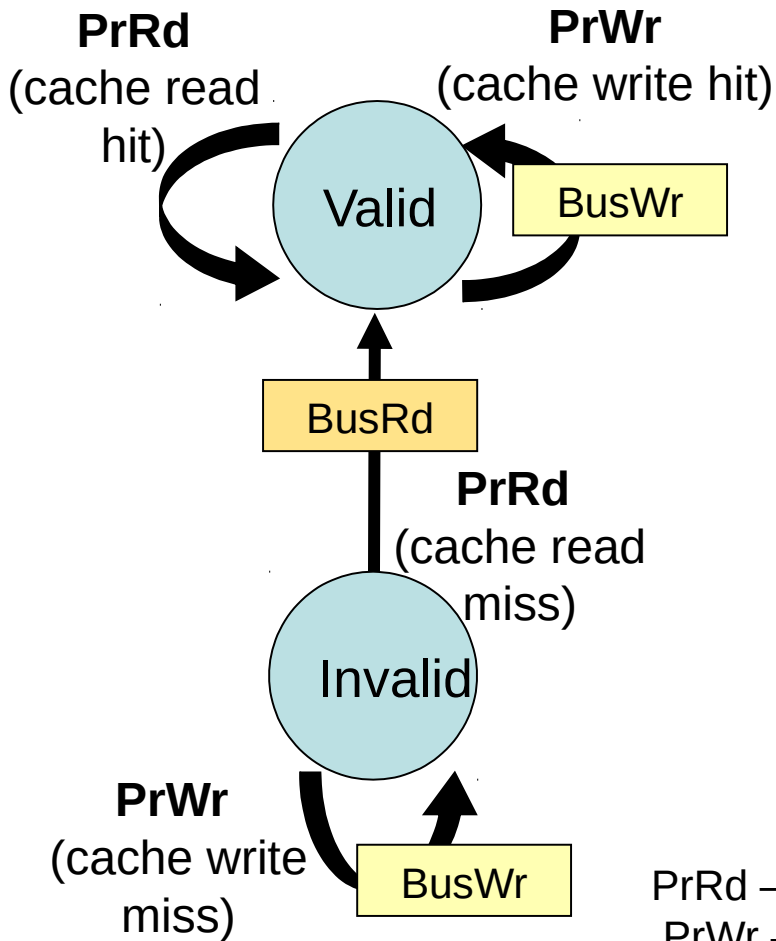 PrRd
(cache read
hit)
PrWr
(cache write hit)
Valid
BusWr
BusRd
PrRd
(cache read
miss)
Invalid
PrWr
(cache write
miss)
BusWr
PrRd –
PrWr –